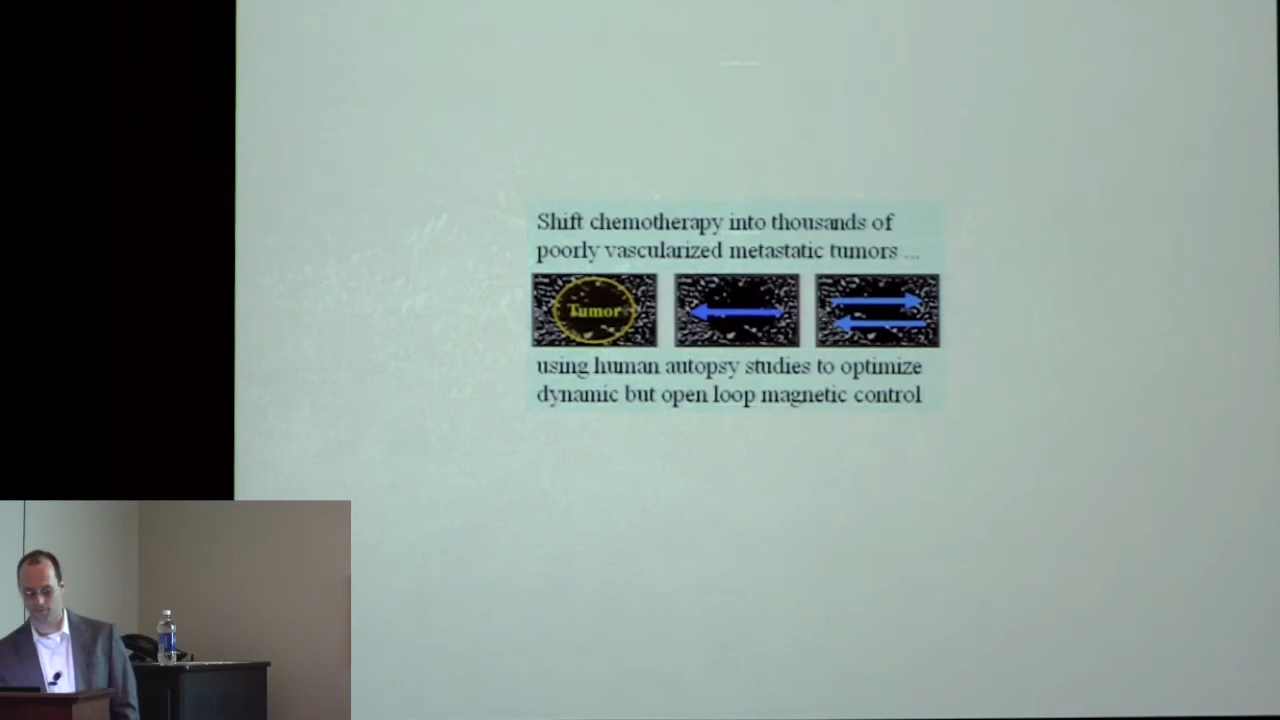 Shift chemotherapy into thousands of
poorly vascularized metastatic tumors ...
Tumor
using human autopsy studies to optimize
dynamic but open loop magnetic control